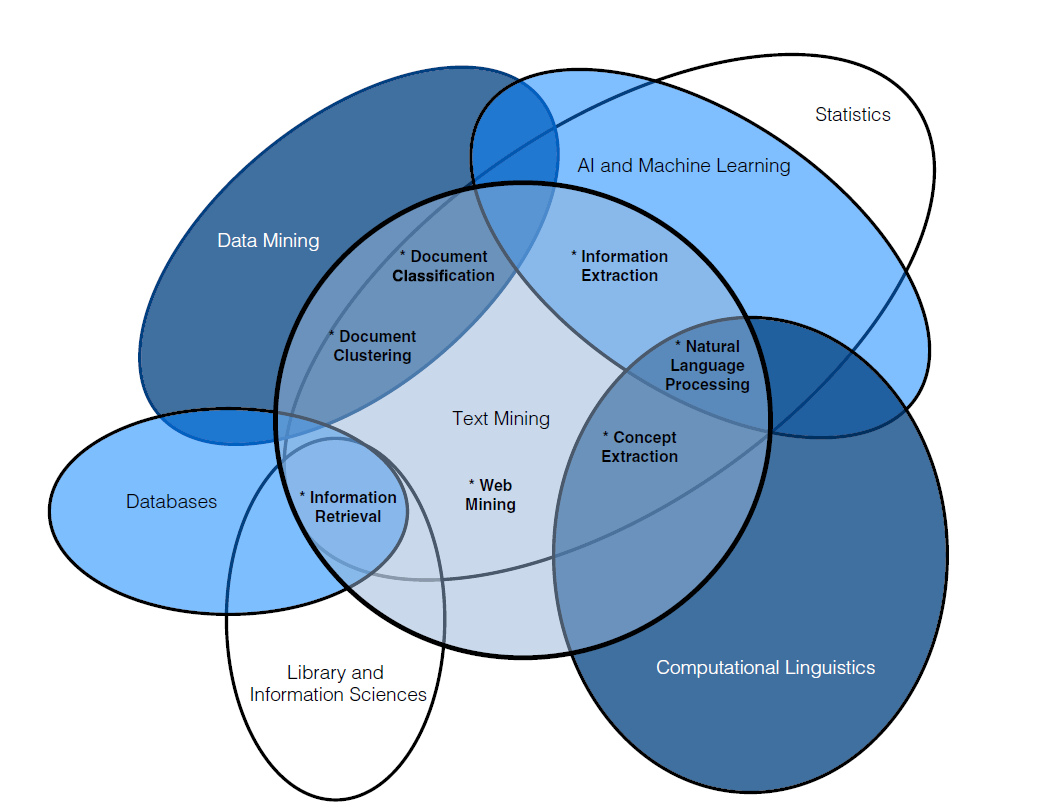 Statistics
AI and Machine Learning
Data Mining
* Document
Classification
* Information
Extraction
* Document
Clustering
* Natural
Language
Processing
Text Mining
* Concept
Extraction
* Web
Mining
Databases
* Information
Retrieval
Library and
Information Sciences
Computational Linguistics